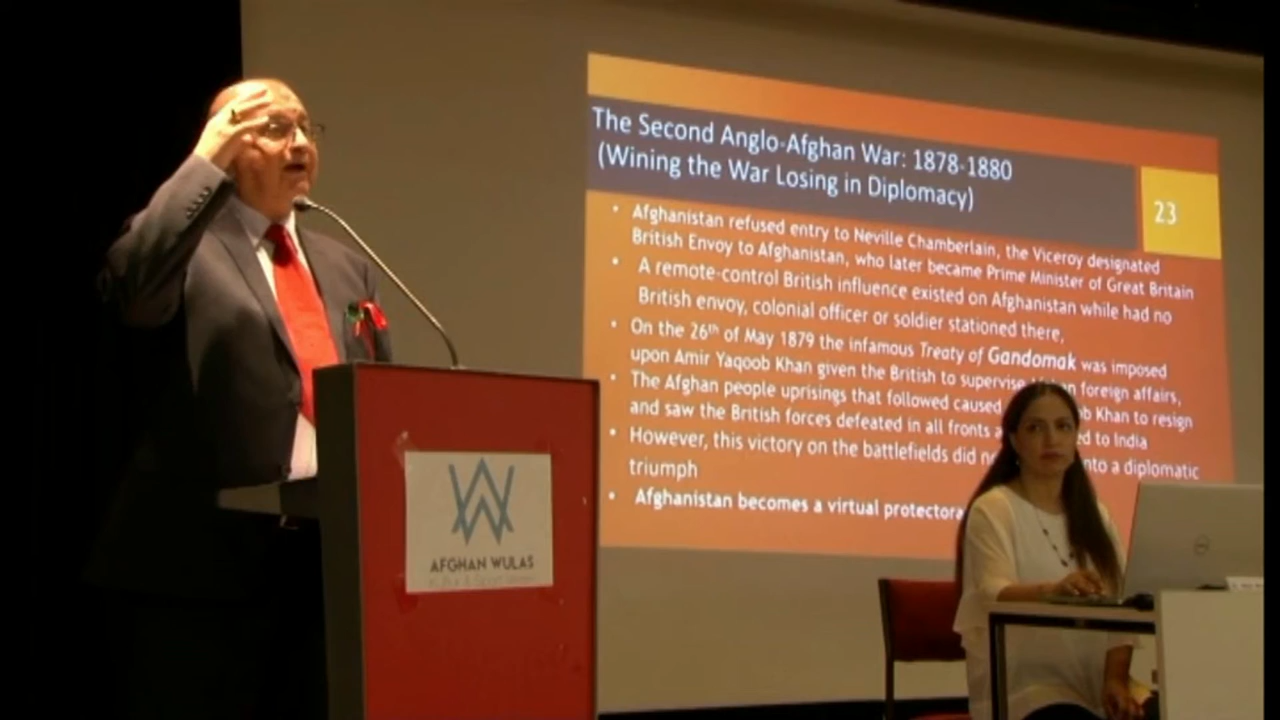 The Second Anglo-Afghan War: 1878-1880
(Wining the War Losing in Diplomacy)
23
• Afghanistan refused entry to Neville Chamberlain, the Viceroy designated
British Envoy to Afghanistan, who later became Prime Minister of Great Britain
• A remote-control British influence existed on Afghanistan while had no
British envoy, colonial officer or soldier stationed there,
• On the 26th of May 1879 the infamous Treaty of Gandomak was imposed
upon Amir Yaqoob Khan given the British to supervise foreign affairs,
• The Afghan people uprisings that followed caused Khan to resign
and saw the British forces defeated in all fronts to India
• However, this victory on the battlefields did a diplomatic
triumph
• Afghanistan becomes a virtual
AFGHAN WULAS